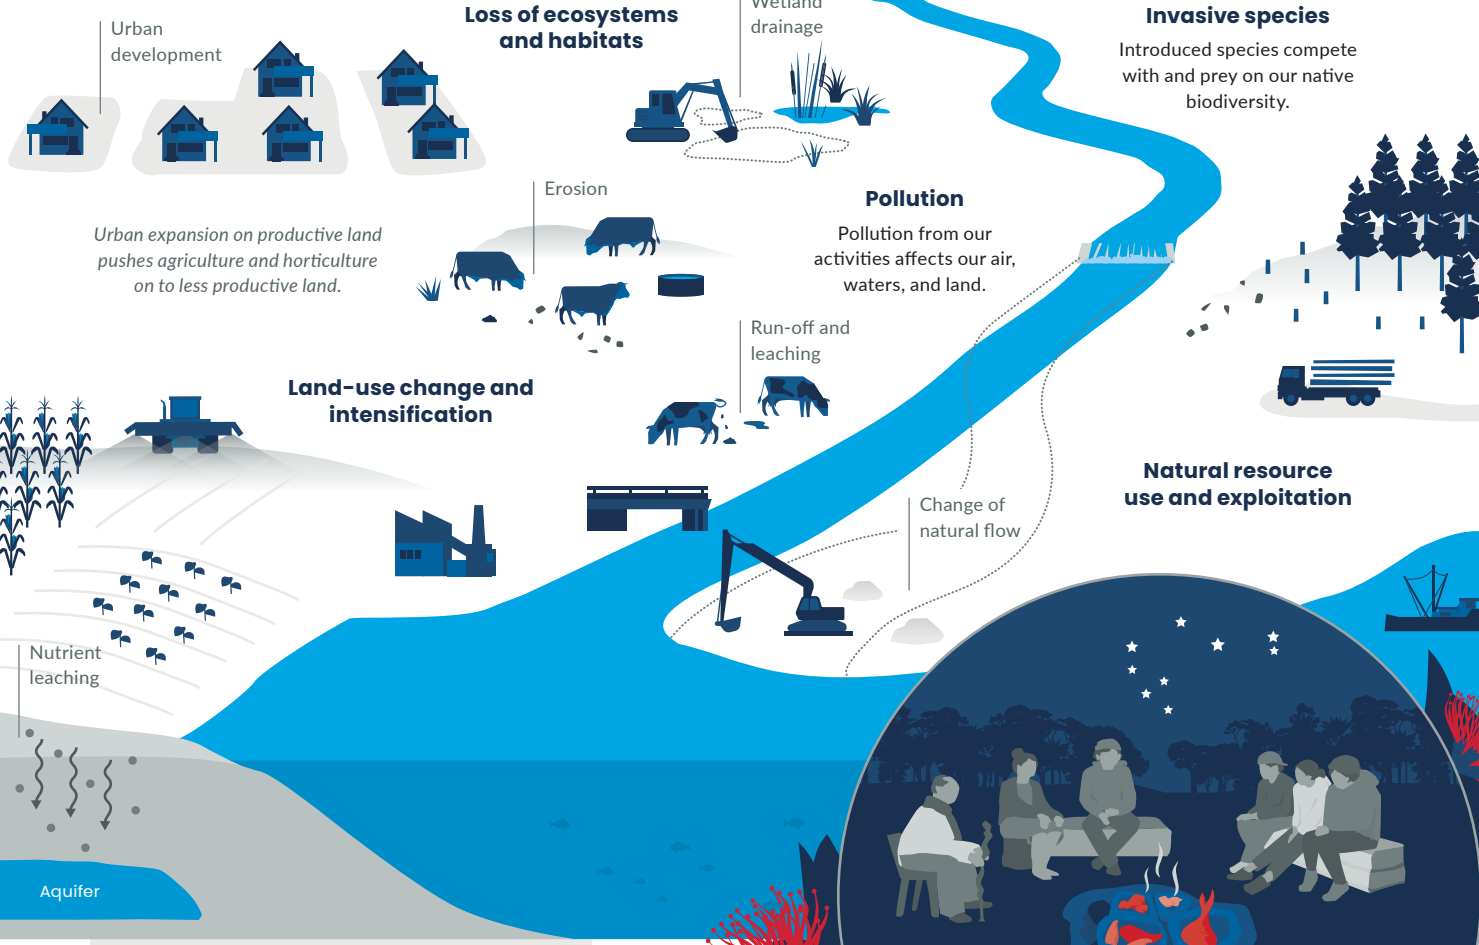 Urban
development
Loss of ecosystems
and habitats
Wetland
drainage
Invasive species
Introduced species compete
with and prey on our native
biodiversity.
Erosion
Pollution
Pollution from our
activities affects our air,
waters, and land.
Urban expansion on productive land
pushes agriculture and horticulture
on to less productive land.
Run-off and
leaching
Land-use change and
intensification
Natural resource
use and exploitation
Change of
natural flow
Nutrient
leaching
Aquifer